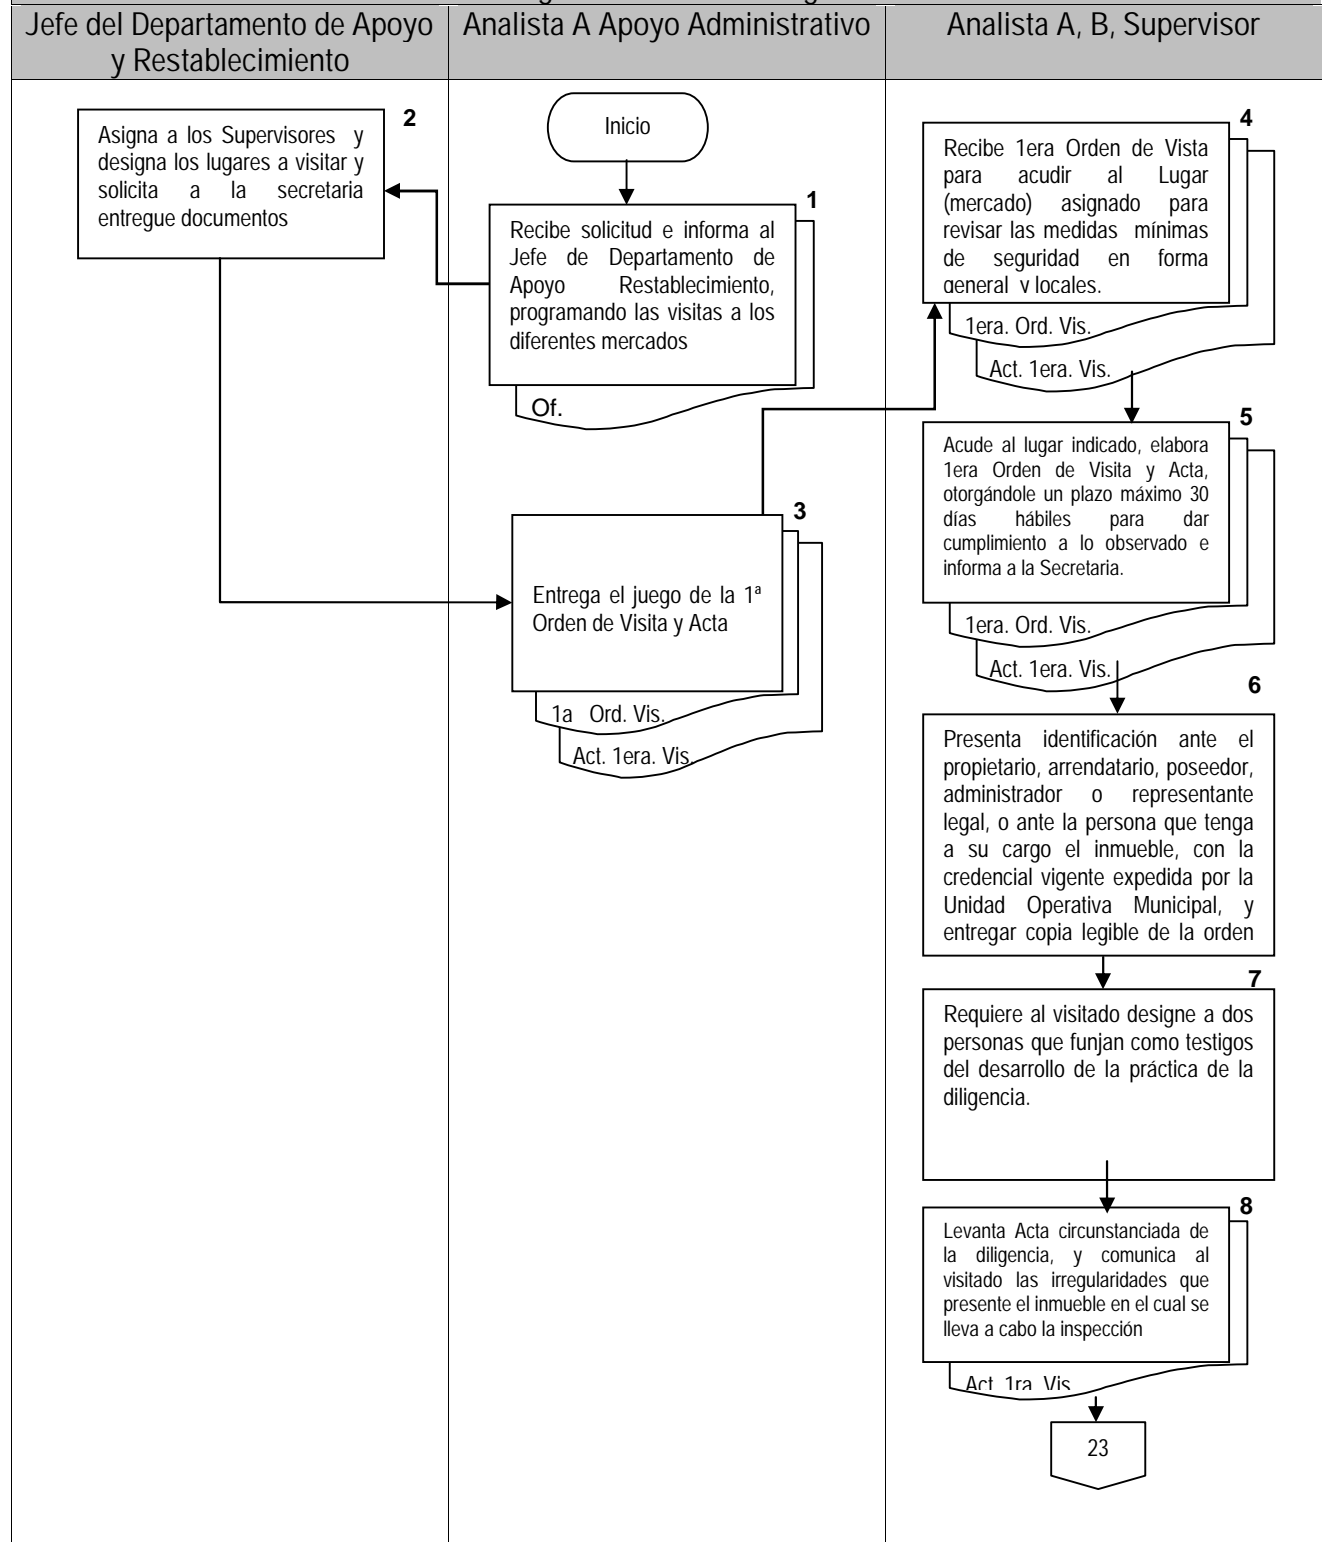 Jefe del Departamento de Apoyo
y Restablecimiento
Analista A Apoyo Administrativo
Analista A, B, Supervisor
Inicio
1
Recibe solicitud e informa al
Jefe de Departamento de
Apoyo Restablecimiento,
programando las visitas a los
diferentes mercados
Of.
2
Asigna a los Supervisores y
designa los lugares a visitar y
solicita a la secretaria
entregue documentos
3
Entrega el juego de la 1ª
Orden de Visita y Acta
1a Ord. Vis.
Act. 1era. Vis.
4
Recibe 1era Orden de Vista
para acudir al Lugar
(mercado) asignado para
revisar las medidas mínimas
de seguridad en forma
general y locales.
1era. Ord. Vis.
Act. 1era. Vis.
5
Acude al lugar indicado, elabora
1era Orden de Visita y Acta,
otorgándole un plazo máximo 30
días hábiles para dar
cumplimiento a lo observado e
informa a la Secretaria.
1era. Ord. Vis.
Act. 1era. Vis.
6
Presenta identificación ante el
propietario, arrendatario, poseedor,
administrador o representante
legal, o ante la persona que tenga
a su cargo el inmueble, con la
credencial vigente expedida por la
Unidad Operativa Municipal, y
entregar copia legible de la orden
7
Requiere al visitado designe a dos
personas que funjan como testigos
del desarrollo de la práctica de la
diligencia.
8
Levanta Acta circunstanciada de
la diligencia, y comunica al
visitado las irregularidades que
presente el inmueble en el cual se
lleva a cabo la inspección
Act. 1ra. Vis
23